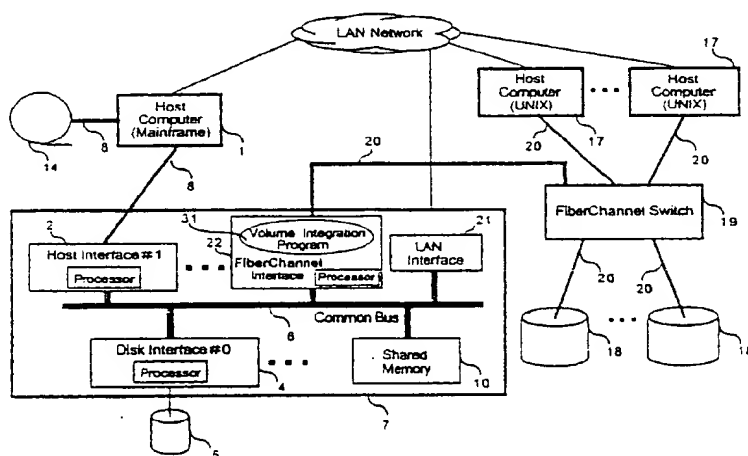 LAN Network
17
Host
Computer
(Mainframe)
Host
Computer
(UNIX)
Host
Computer
(UNIX)
14
8
1
20
17
20
20
8
FiberChannel Switch
19
31
2
22
21
Volume Integration
Program
Host Interface #1
Processor
FiberChannel
Interface
Processor
LAN
Interface
20
20
6
Common Bus
Disk Interface #0
Processor
4
Shared
Memory
10
18
18
7
5